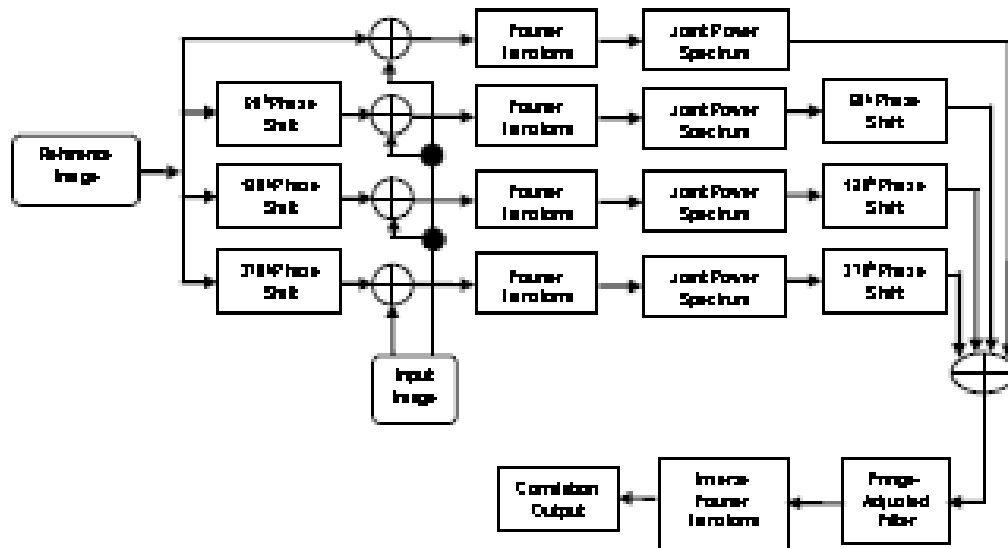 Fourier
Transform
Joint Power
Spectrum
Phase
Shift
Fourier
Transform
Joint Power
Spectrum
Phase
Shift
Reference
Image
Phase
Shift
Fourier
Transform
Joint Power
Spectrum
Phase
Shift
Phase
Shift
Fourier
Transform
Joint Power
Spectrum
Phase
Shift
Input
Image
Correlation
Output
Inverse
Fourier
Transform
Fringe-
Adjusted
Filter